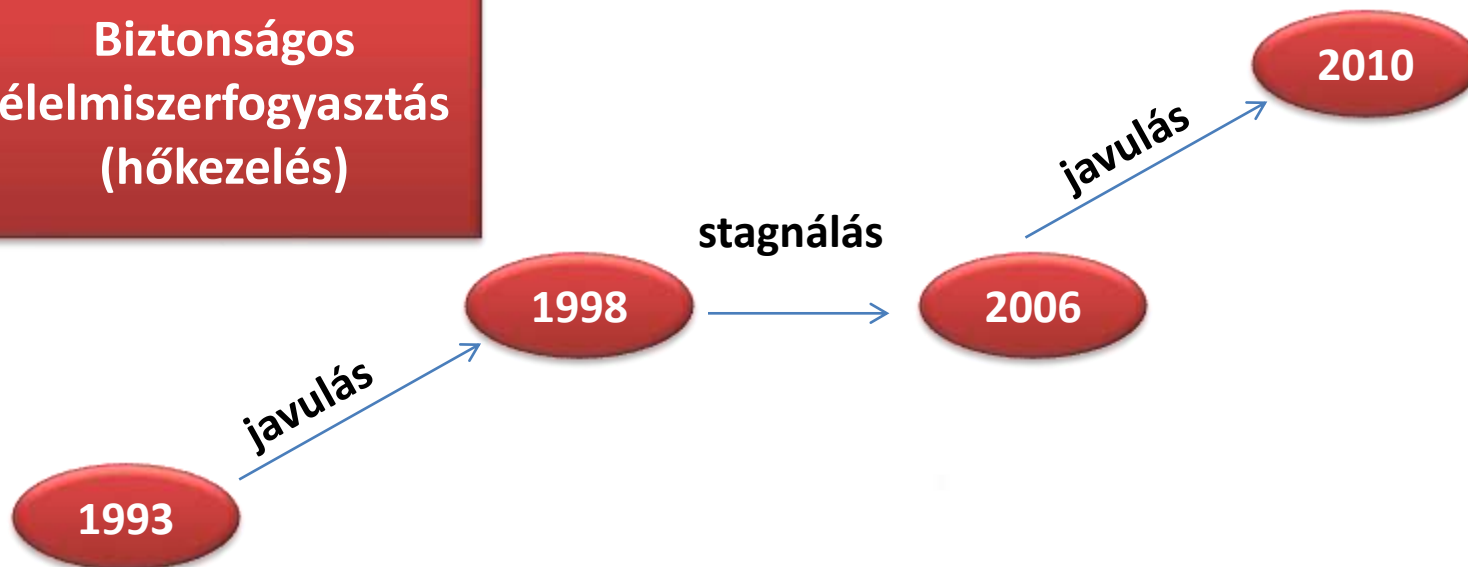 Biztonságos
élelmiszerfogyasztás
(hőkezelés)
2010
javulás
stagnálás
1998
2006
javulás
1993